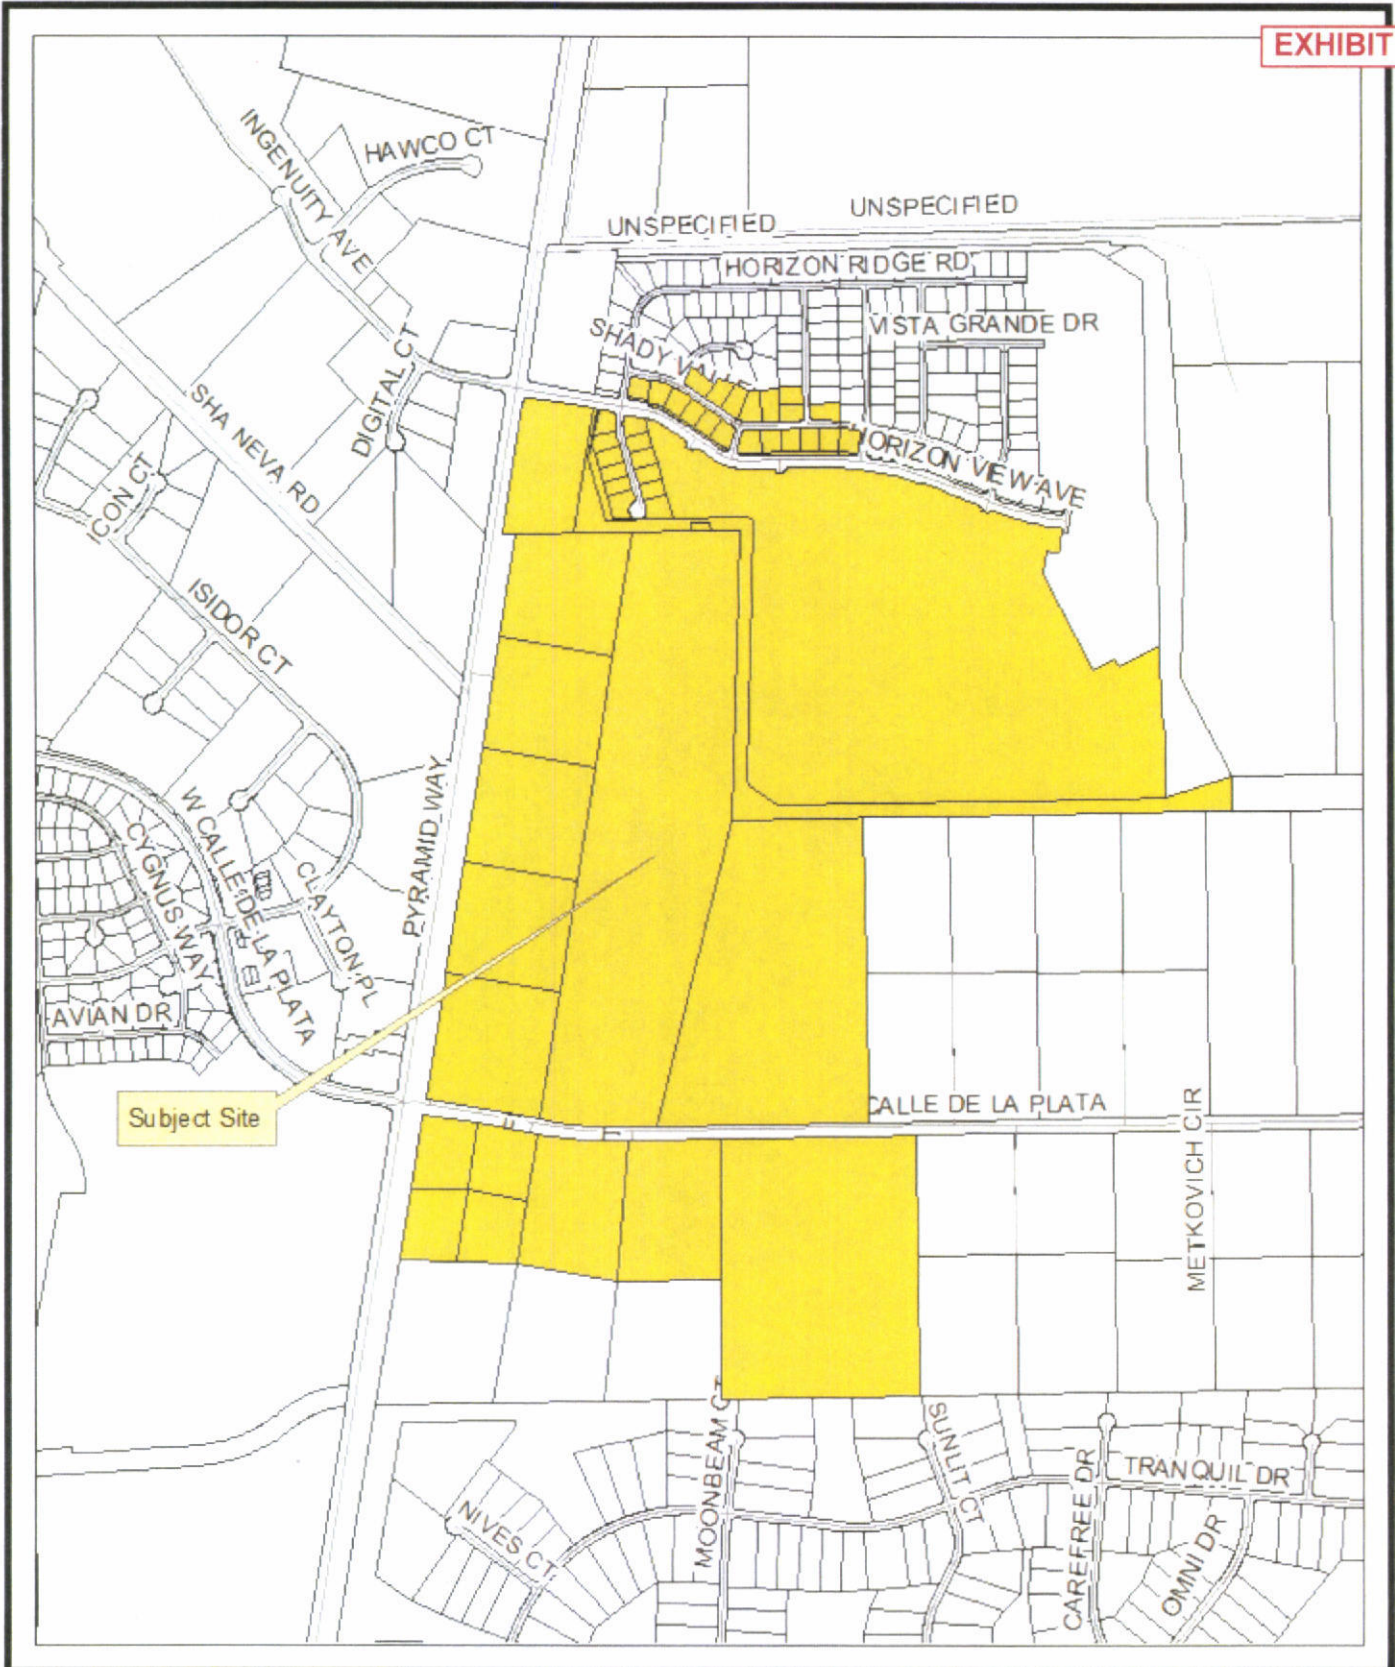 EXHIBIT
INGENUITY AVE
HAWCO CT
UNSPECIFIED
UNSPECIFIED
HORIZON RIDGE RD
VISTA GRANDE DR
SHADY
DIGITAL CT
SHA NEVA RD
ORIZON VIEW AVE
ICON CT
ISIDOR CT
PYRAMID WAY
W CALLE DE LA PLATA
CYGNUS WAY
CLAYTON PL
AVIAN DR
Subject Site
CALLE DE LA PLATA
METKOVICH CIR
MOONBEAM CT
SUNLIT CT
CAREFREE DR
TRANQUIL DR
NIVES CT
OMNI DR